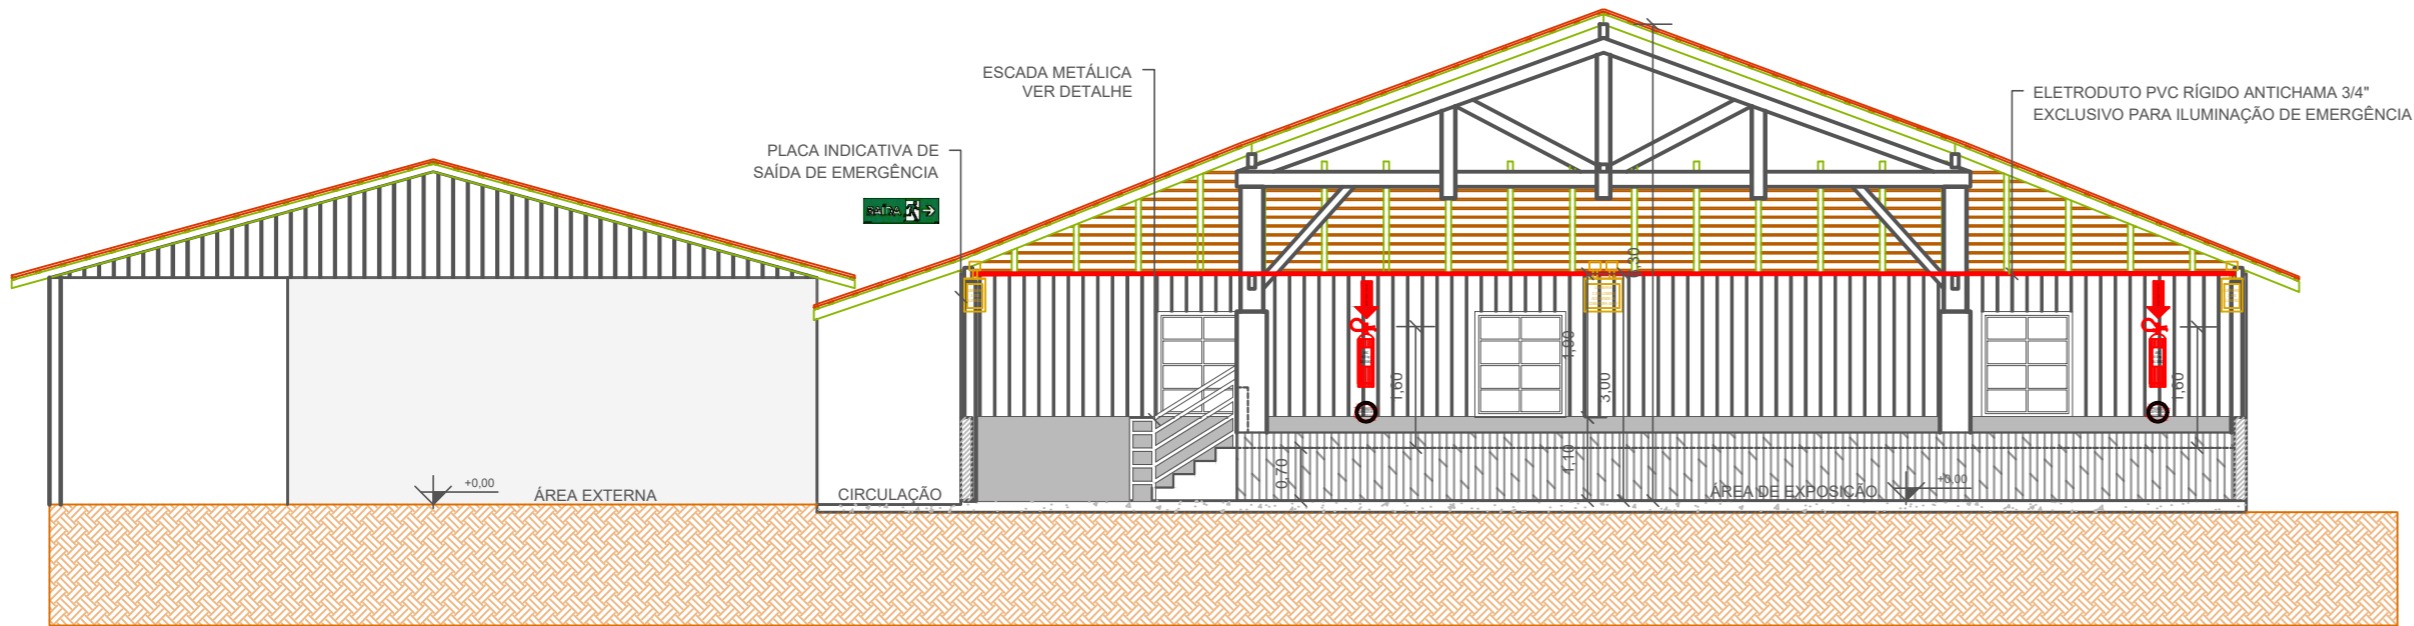 ESCADA METÁLICA
VER DETALHE
ELETRODUTO PVC RÍGIDO ANTICHAMA 3/4"
EXCLUSIVO PARA ILUMINAÇÃO DE EMERGÊNCIA
PLACA INDICATIVA DE
SAÍDA DE EMERGÊNCIA
1,60
1,90
3,00
1,60
0,70
1,10
+0,00
ÁREA EXTERNA
CIRCULAÇÃO
ÁREA DE EXPOSIÇÃO